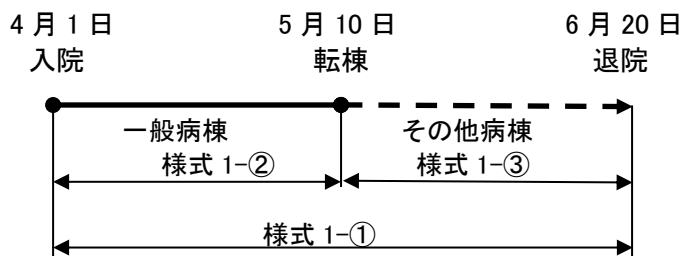 4 月 1 日 5 月 10 日 6 月 20 日
入院 転棟 退院
一般病棟 その他病棟
様式 1-② 様式 1-③
様式 1-①